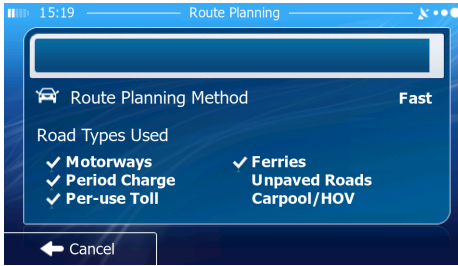 15:19 Route Planning
Route Planning Method Fast
Road Types Used
Motorways Ferries
Period Charge Unpaved Roads
Per-use Toll Carpool/HOV
Cancel